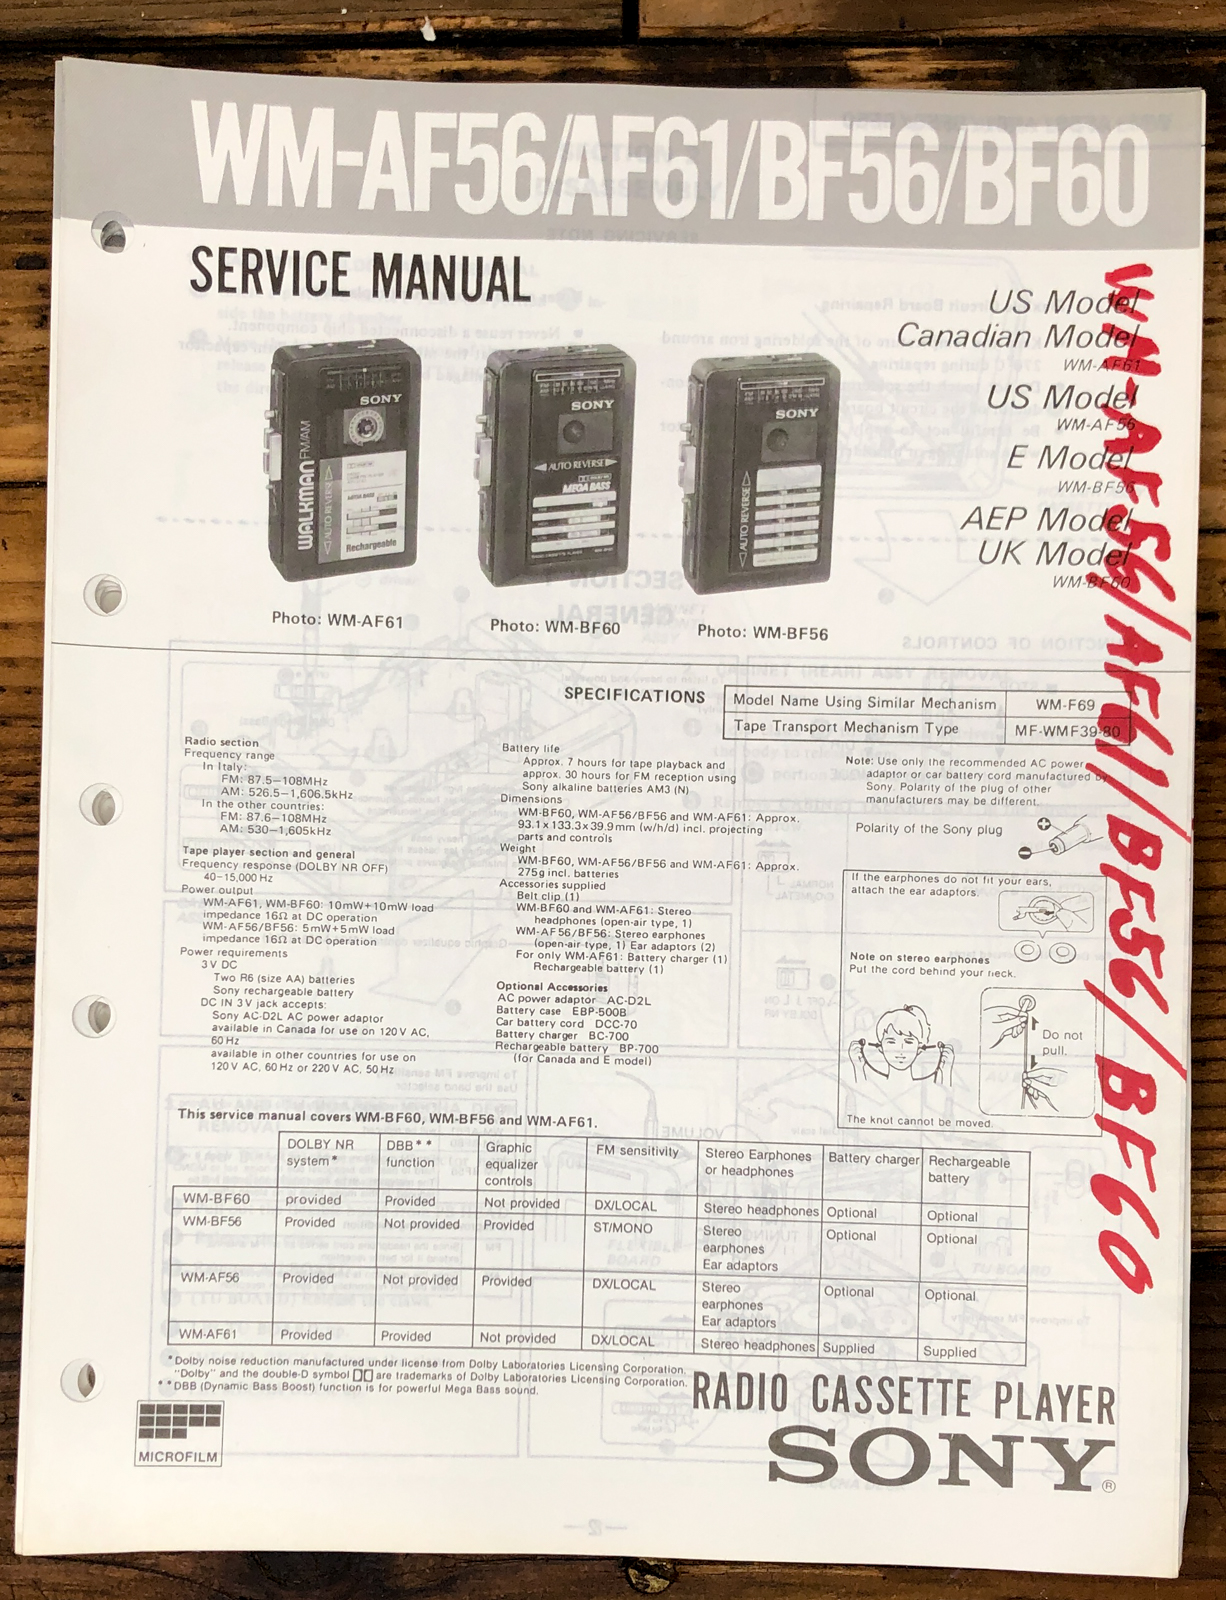 WM-AF56/AF61/BF56/BF60
SERVICE MANUAL
US Model
Canadian Model
WM-AF61
US Model
WM-AF56
E Model
WM-BF56
AEP Model
UK Model
WM-BF60
WM-AF56/AF61/BF56/BF60
SONY
WALKMAN FM/AM
AUTO REVERSE
MEGA BASS
Rechargeable
SONY
AUTO REVERSE
MEGA BASS
SONY
AUTO REVERSE
Photo: WM-AF61
Photo: WM-BF60
Photo: WM-BF56
SPECIFICATIONS
Model Name Using Similar Mechanism WM-F69
Tape Transport Mechanism Type MF-WMF39-80
Radio section
Frequency range
In Italy:
FM: 87.5–108MHz
AM: 526.5–1,606.5kHz
In the other countries:
FM: 87.6–108MHz
AM: 530–1,605kHz
Tape player section and general
Frequency response (DOLBY NR OFF)
40–15,000 Hz
Power output
WM-AF61, WM-BF60: 10mW+10mW load
impedance 16Ω at DC operation
WM-AF56/BF56: 5mW+5mW load
impedance 16Ω at DC operation
Power requirements
3 V DC
Two R6 (size AA) batteries
Sony rechargeable battery
DC IN 3 V jack accepts:
Sony AC-D2L AC power adaptor
available in Canada for use on 120 V AC,
60 Hz
available in other countries for use on
120 V AC, 60 Hz or 220 V AC, 50 Hz
Battery life
Approx. 7 hours for tape playback and
approx. 30 hours for FM reception using
Sony alkaline batteries AM3 (N)
Dimensions
WM-BF60, WM-AF56/BF56 and WM-AF61: Approx.
93.1 x 133.3 x 39.9 mm (w/h/d) incl. projecting
parts and controls
Weight
WM-BF60, WM-AF56/BF56 and WM-AF61: Approx.
275g incl. batteries
Accessories supplied
Belt clip (1)
WM-BF60 and WM-AF61: Stereo
headphones (open-air type, 1)
WM-AF56/BF56: Stereo earphones
(open-air type, 1) Ear adaptors (2)
For only WM-AF61: Battery charger (1)
Rechargeable battery (1)
Optional Accessories
AC power adaptor AC-D2L
Battery case EBP-500B
Car battery cord DCC-70
Battery charger BC-700
Rechargeable battery BP-700
(for Canada and E model)
Note: Use only the recommended AC power
adaptor or car battery cord manufactured by
Sony. Polarity of the plug of other
manufacturers may be different.
Polarity of the Sony plug
If the earphones do not fit your ears,
attach the ear adaptors.
Note on stereo earphones
Put the cord behind your neck.
Do not
pull.
The knot cannot be moved.
This service manual covers WM-BF60, WM-BF56 and WM-AF61.
DOLBY NR system* DBB** function Graphic equalizer controls FM sensitivity Stereo Earphones or headphones Battery charger Rechargeable battery
WM-BF60 provided Provided Not provided DX/LOCAL Stereo headphones Optional Optional
WM-BF56 Provided Not provided Provided ST/MONO Stereo earphones Ear adaptors Optional Optional
WM-AF56 Provided Not provided Provided DX/LOCAL Stereo earphones Ear adaptors Optional Optional
WM-AF61 Provided Provided Not provided DX/LOCAL Stereo headphones Supplied Supplied
*Dolby noise reduction manufactured under license from Dolby Laboratories Licensing Corporation.
"Dolby" and the double-D symbol are trademarks of Dolby Laboratories Licensing Corporation.
**DBB (Dynamic Bass Boost) function is for powerful Mega Bass sound.
MICROFILM
RADIO CASSETTE PLAYER
SONY®